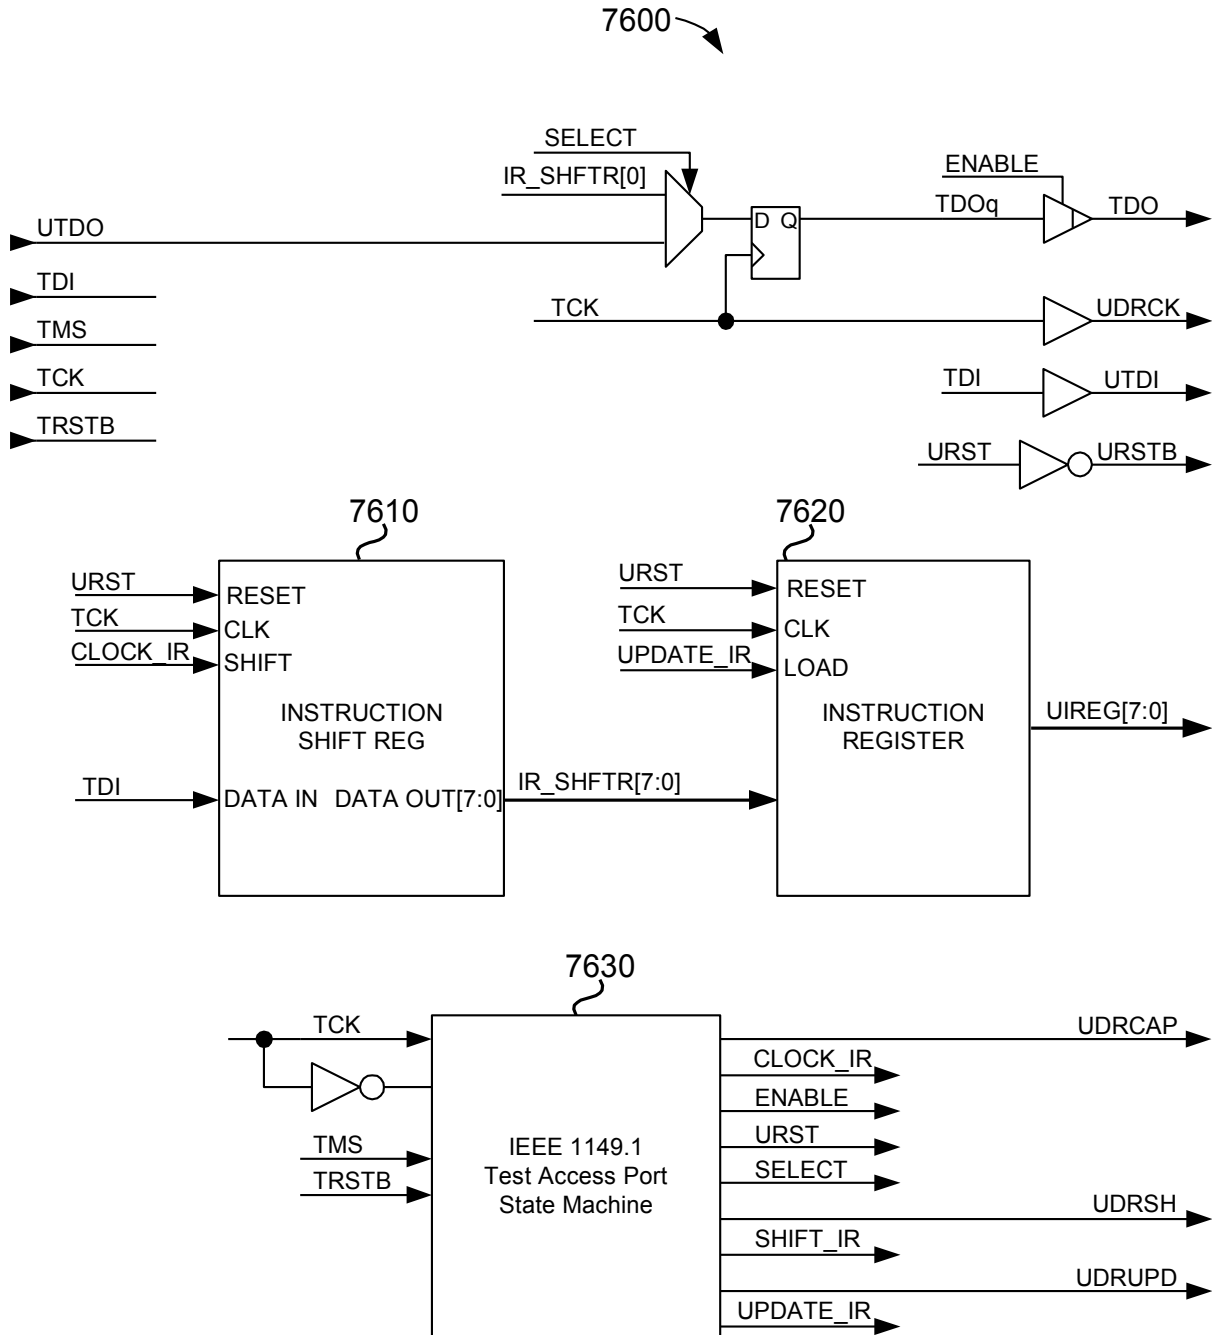 7600
SELECT
IR_SHFTR[0]
ENABLE
TDOq
TDO
D Q
UTDO
TDI
TMS
TCK
TRSTB
TCK
UDRCK
TDI
UTDI
URST
URSTB
7610
URST
RESET
TCK
CLK
CLOCK_IR
SHIFT
INSTRUCTION
SHIFT REG
TDI
DATA IN
DATA OUT[7:0]
IR_SHFTR[7:0]
7620
URST
RESET
TCK
CLK
UPDATE_IR
LOAD
INSTRUCTION
REGISTER
UIREG[7:0]
7630
TCK
TMS
TRSTB
IEEE 1149.1
Test Access Port
State Machine
UDRCAP
CLOCK_IR
ENABLE
URST
SELECT
UDRSH
SHIFT_IR
UDRUPD
UPDATE_IR